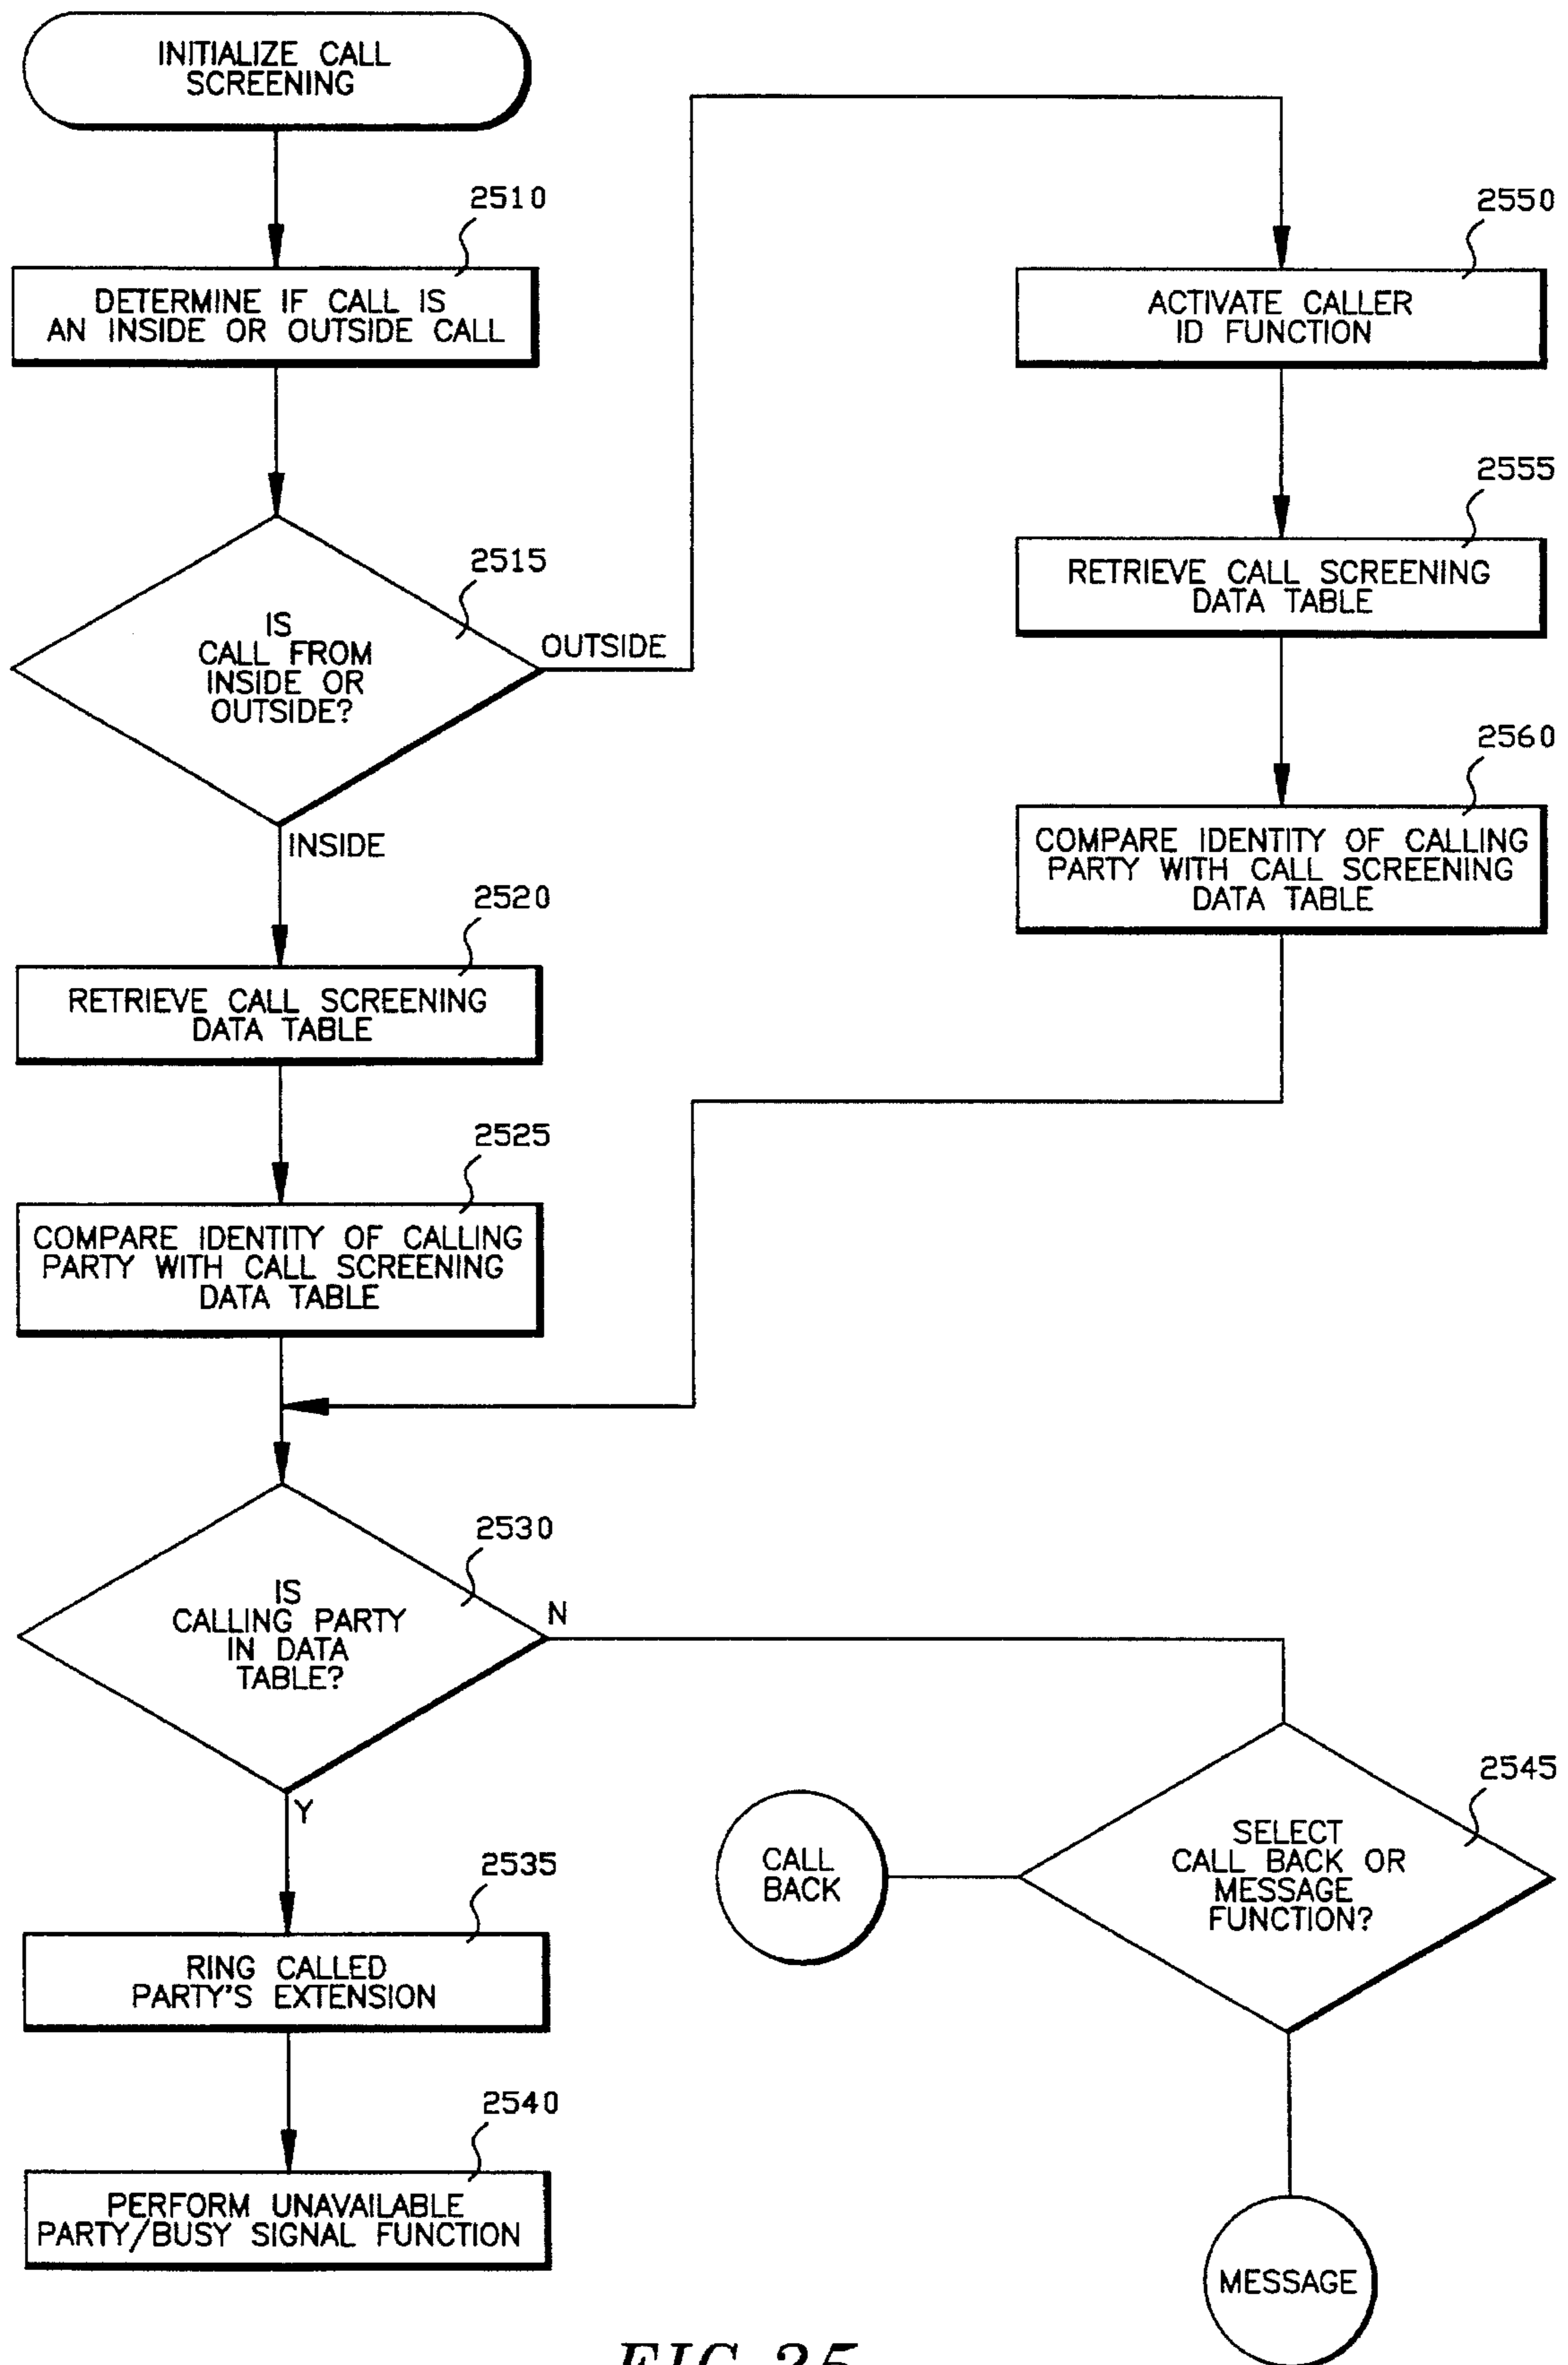 INITIALIZE CALL
SCREENING
2510
DETERMINE IF CALL IS
AN INSIDE OR OUTSIDE CALL
2515
IS
CALL FROM
INSIDE OR
OUTSIDE?
OUTSIDE
INSIDE
2520
RETRIEVE CALL SCREENING
DATA TABLE
2525
COMPARE IDENTITY OF CALLING
PARTY WITH CALL SCREENING
DATA TABLE
2550
ACTIVATE CALLER
ID FUNCTION
2555
RETRIEVE CALL SCREENING
DATA TABLE
2560
COMPARE IDENTITY OF CALLING
PARTY WITH CALL SCREENING
DATA TABLE
2530
IS
CALLING PARTY
IN DATA
TABLE?
N
Y
2535
RING CALLED
PARTY'S EXTENSION
2540
PERFORM UNAVAILABLE
PARTY/BUSY SIGNAL FUNCTION
2545
SELECT
CALL BACK OR
MESSAGE
FUNCTION?
CALL
BACK
MESSAGE
FIG. 25